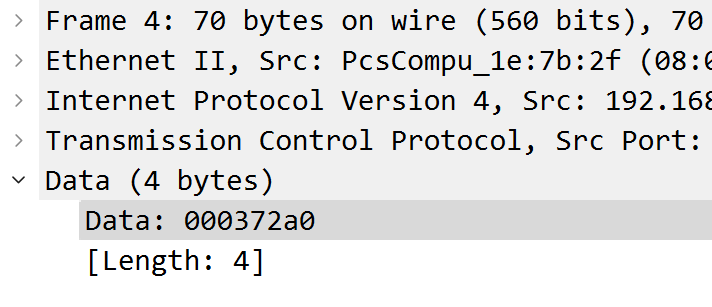 Frame 4: 70 bytes on wire (560 bits), 70
Ethernet II, Src: PcsCompu_1e:7b:2f (08:0
Internet Protocol Version 4, Src: 192.168
Transmission Control Protocol, Src Port:
Data (4 bytes)
Data: 000372a0
[Length: 4]